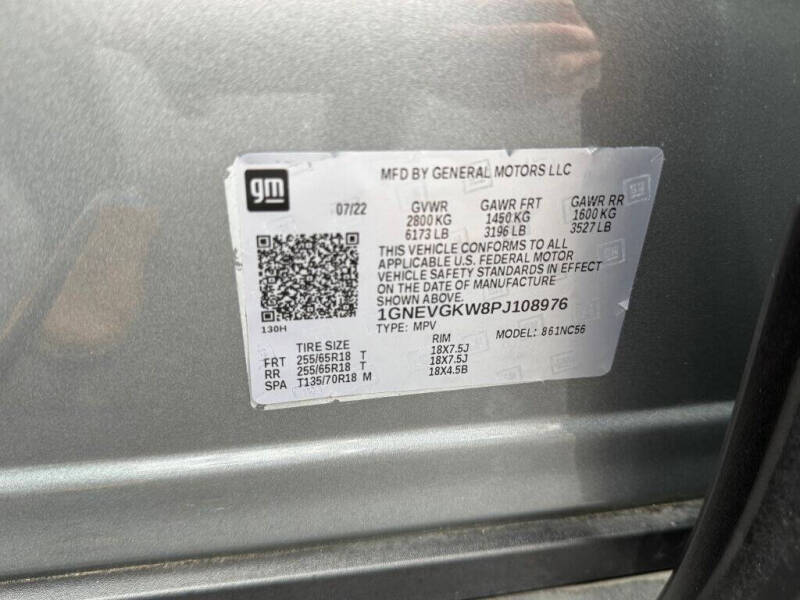 gm
MFD BY GENERAL MOTORS LLC
07/22 GVWR GAWR FRT GAWR RR
2800 KG 1450 KG 1600 KG
6173 LB 3196 LB 3527 LB
THIS VEHICLE CONFORMS TO ALL
APPLICABLE U.S. FEDERAL MOTOR
VEHICLE SAFETY STANDARDS IN EFFECT
ON THE DATE OF MANUFACTURE
SHOWN ABOVE.
130H
1GNEVGKW8PJ108976
TYPE: MPV MODEL: 861NC56
TIRE SIZE RIM
FRT 255/65R18 T 18X7.5J
RR 255/65R18 T 18X7.5J
SPA T135/70R18 M 18X4.5B